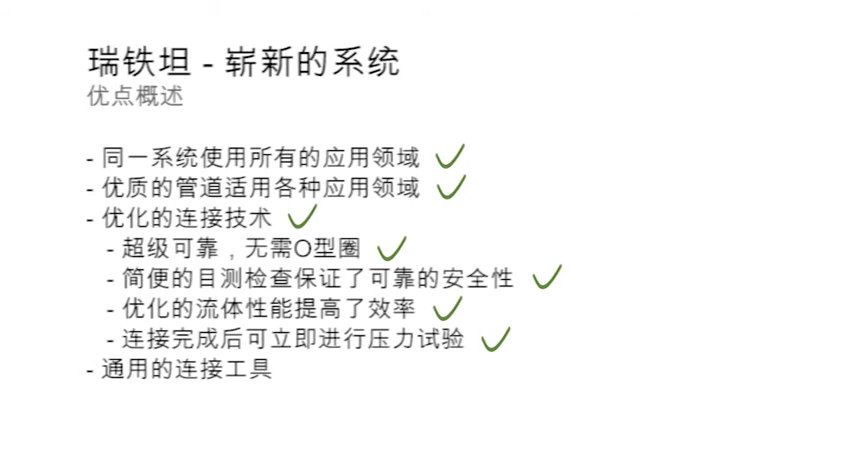 瑞铁坦 - 崭新的系统
优点概述
- 同一系统使用所有的应用领域
- 优质的管道适用各种应用领域
- 优化的连接技术
- 超级可靠，无需O型圈
- 简便的目测检查保证了可靠的安全性
- 优化的流体性能提高了效率
- 连接完成后可立即进行压力试验
- 通用的连接工具